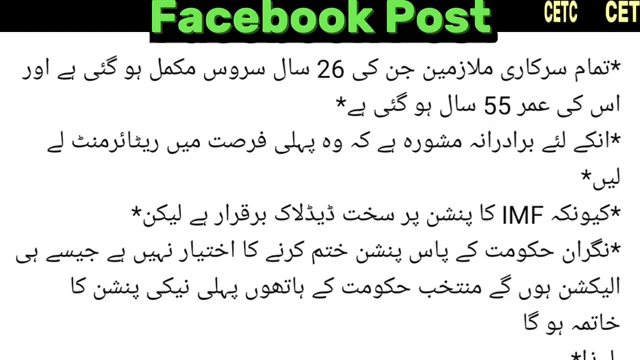 Facebook Post
CETC CET
*تمام سرکاری ملازمین جن کی 26 سال سروس مکمل ہو گئی ہے اور
اس کی عمر 55 سال ہو گئی ہے*
*انکے لئے برادرانہ مشورہ ہے کہ وہ پہلی فرصت میں ریٹائرمنٹ لے
لیں*
*کیونکہ IMF کا پنشن پر سخت ڈیڈلاک برقرار ہے لیکن*
*نگران حکومت کے پاس پنشن ختم کرنے کا اختیار نہیں ہے جیسے ہی
الیکشن ہوں گے منتخب حکومت کے ہاتھوں پہلی نیکی پنشن کا
خاتمہ ہو گا